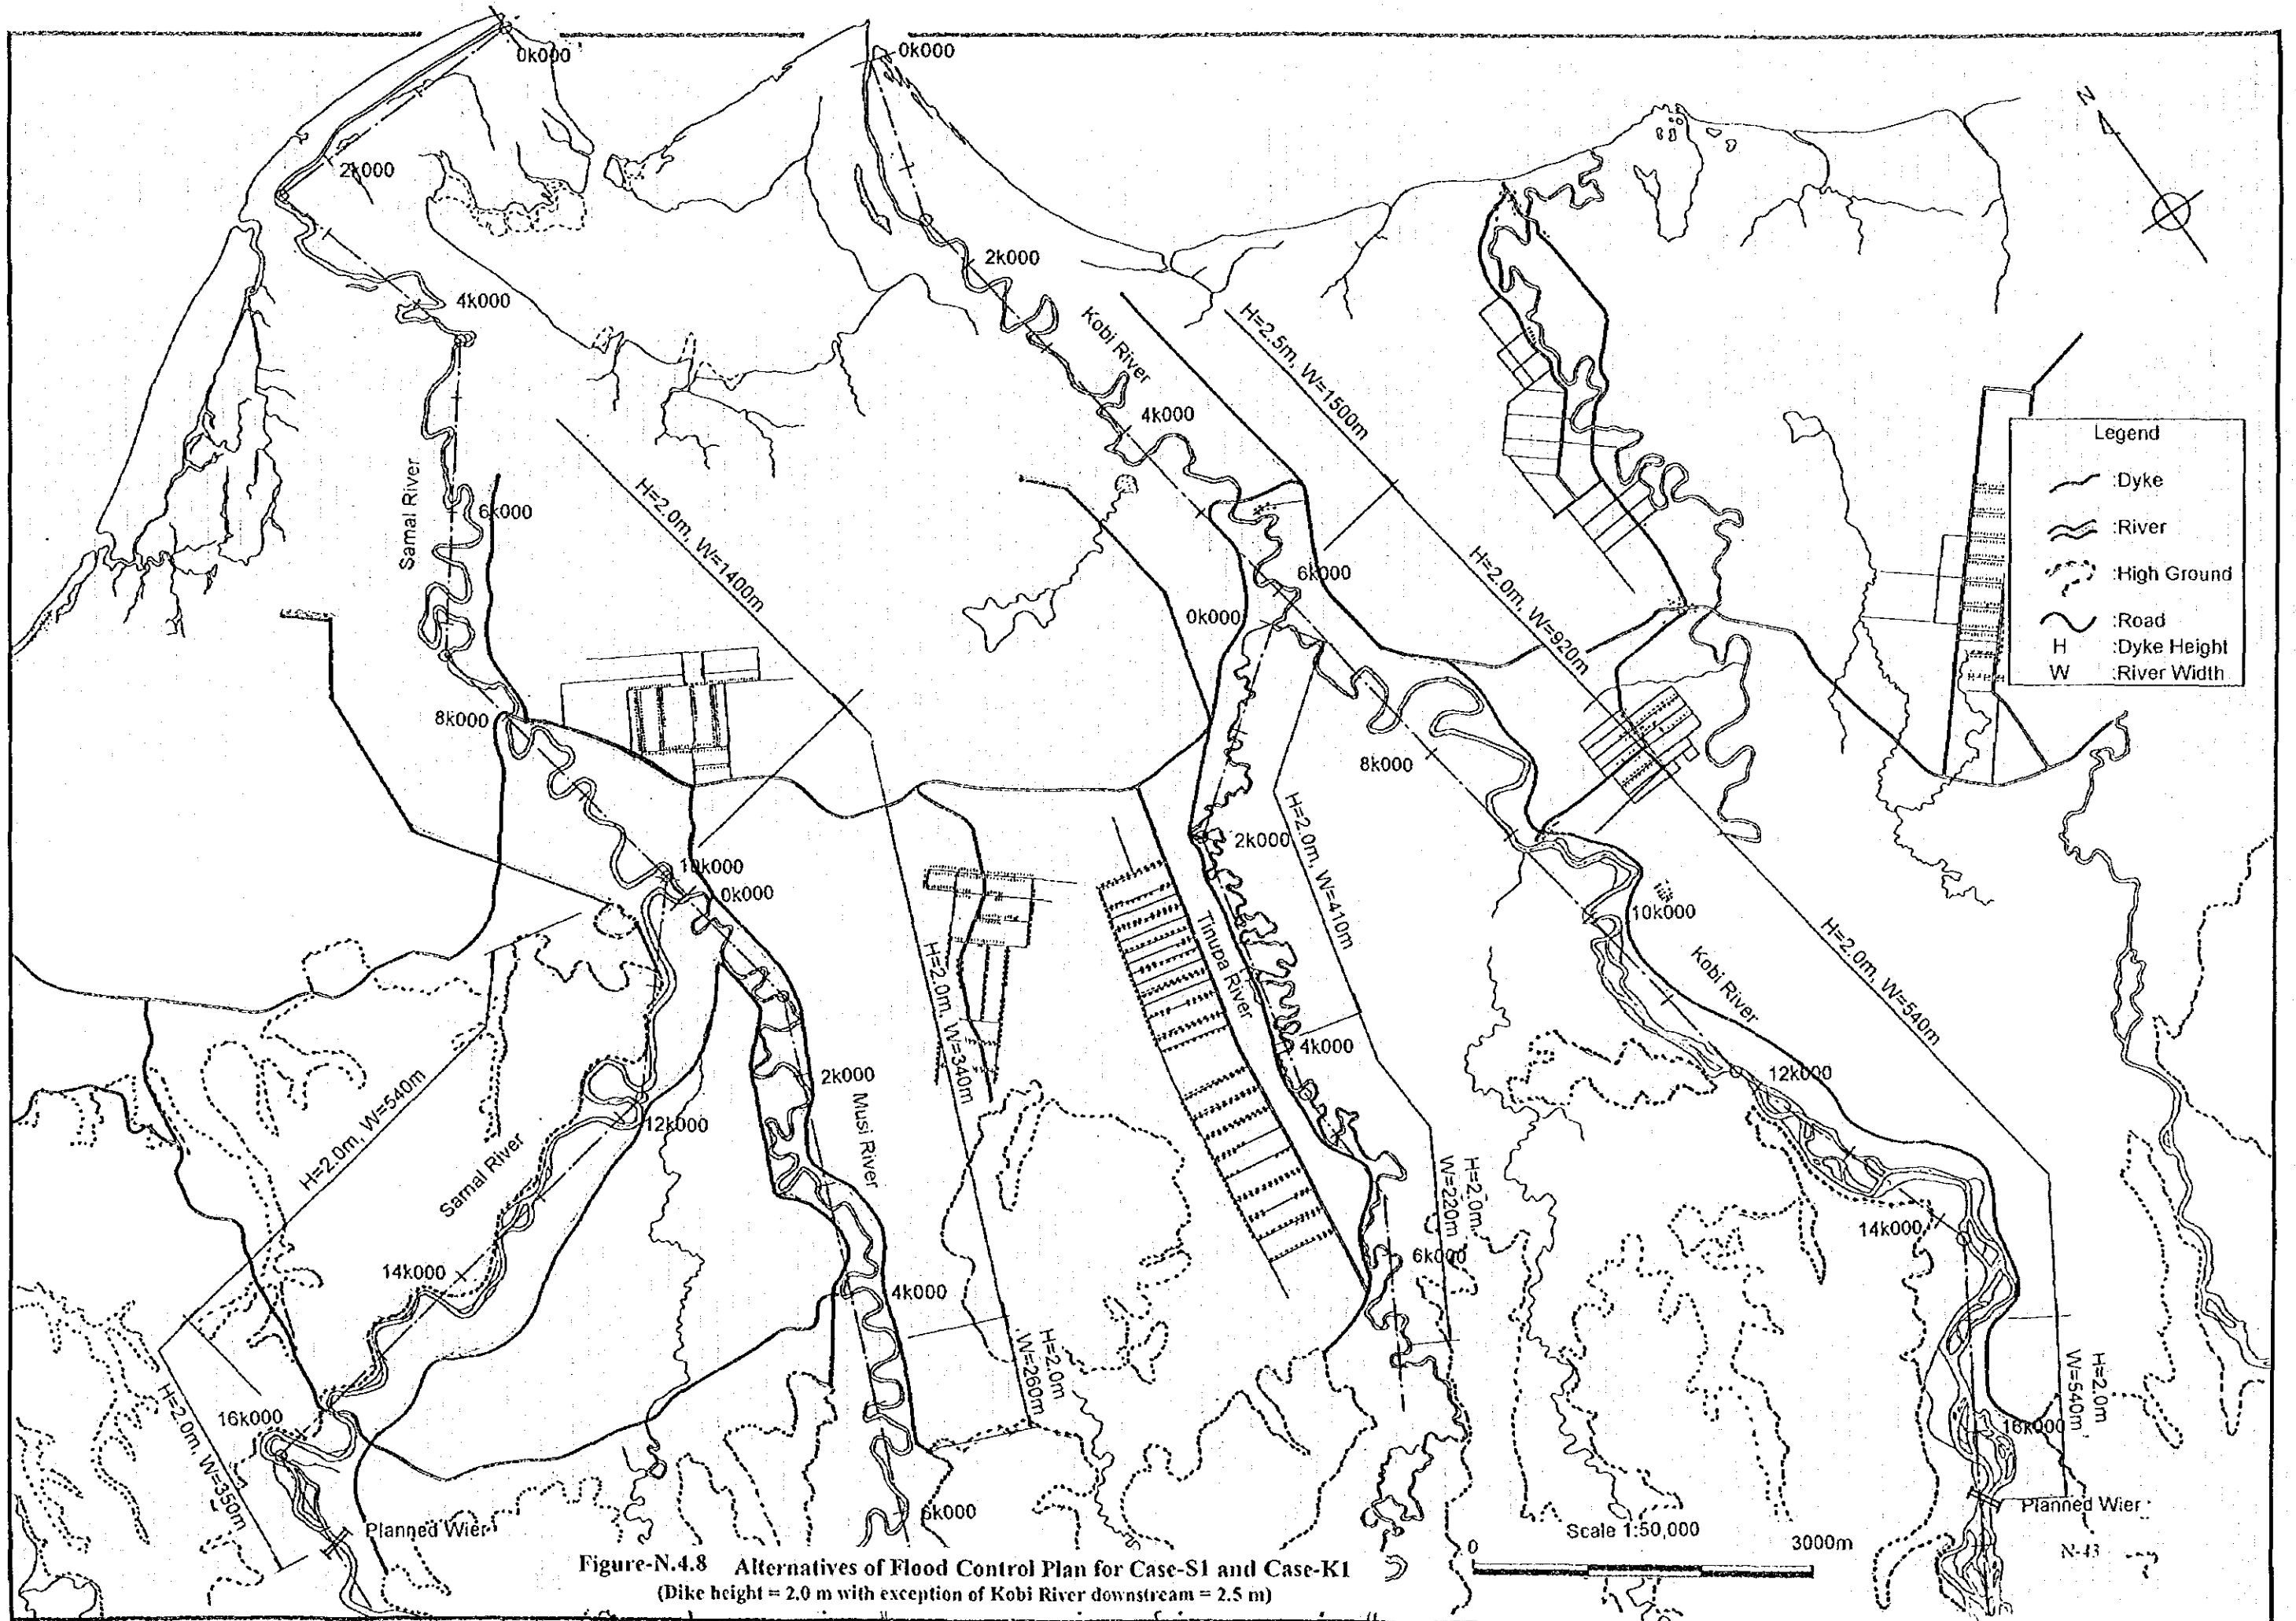 0k000
0k000
N
2k000
2k000
4k000
Kobi River
H=2.5m, W=1500m
4k000
Legend
:Dyke
:River
:High Ground
:Road
H :Dyke Height
W :River Width
Samal River
6k000
H=2.0m, W=1400m
6k000
0k000
H=2.0m, W=920m
8k000
8k000
H=2.0m, W=410m
2k000
10k000
0k000
10k000
Tinupa River
Kobi River
H=2.0m, W=540m
H=2.0m, W=340m
4k000
2k000
12k000
Musi River
H=2.0m, W=540m
12k000
Samal River
H=2.0m,
W=220m
14k000
6k000
14k000
4k000
H=2.0m
W=260m
H=2.0m
W=540m
16k000
16k000
H=2.0m, W=350m
Planned Wier
Planned Wier
6k000
Scale 1:50,000
0 3000m
N-43
Figure-N.4.8 Alternatives of Flood Control Plan for Case-S1 and Case-K1
(Dike height = 2.0 m with exception of Kobi River downstream = 2.5 m)